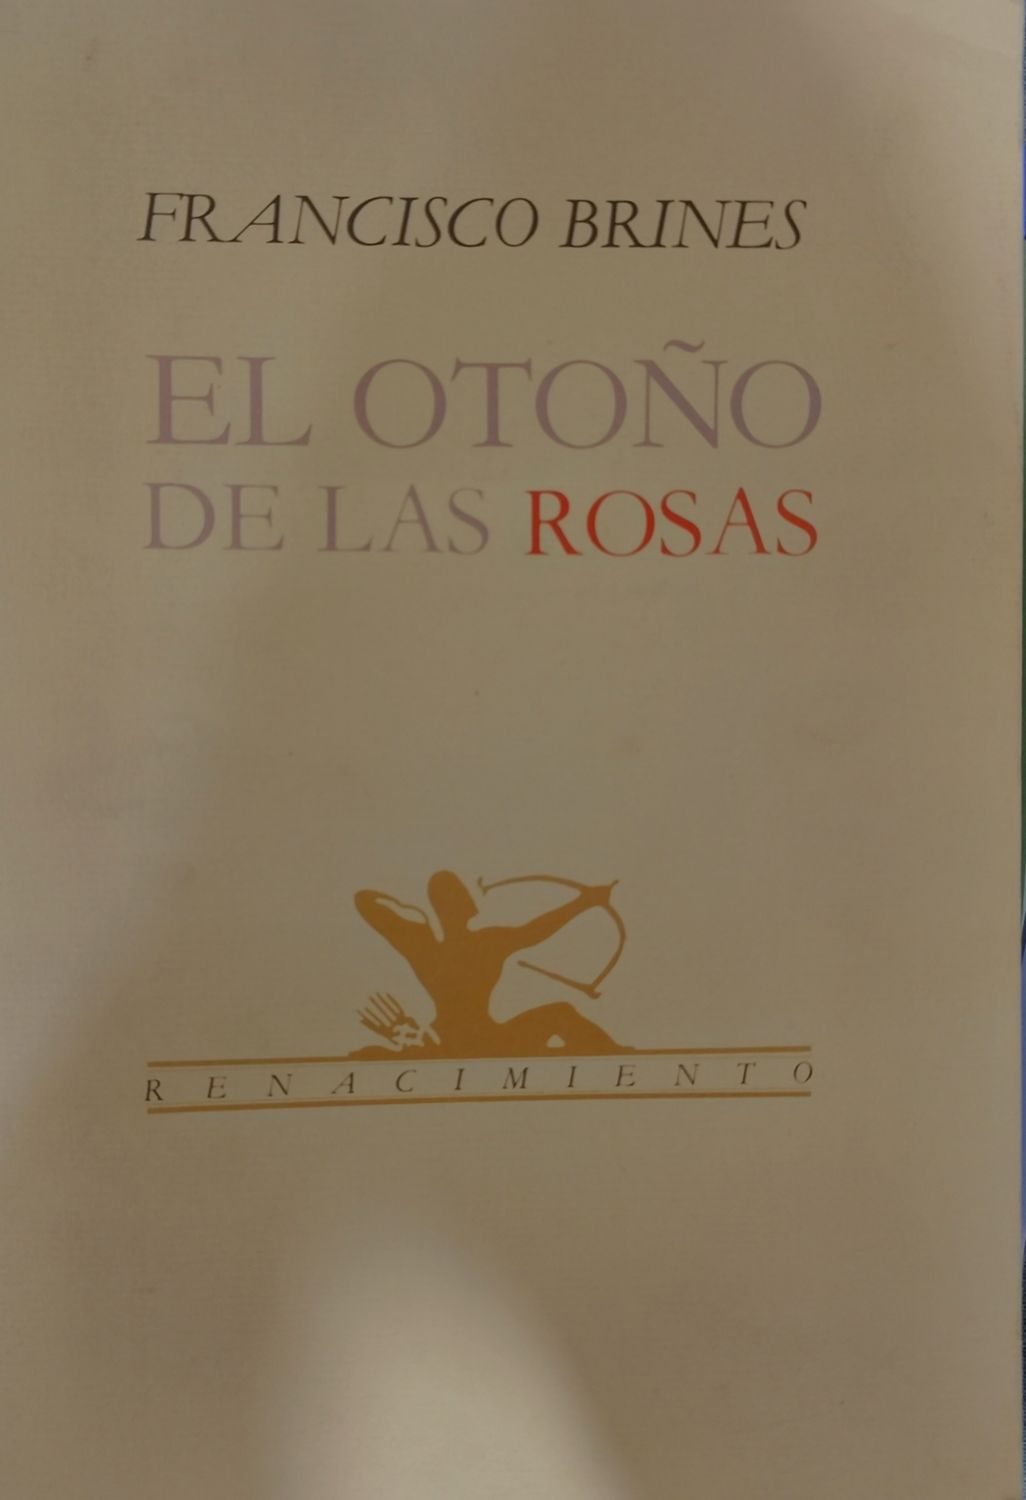 FRANCISCO BRINES
EL OTOÑO
DE LAS ROSAS
RENACIMIENTO